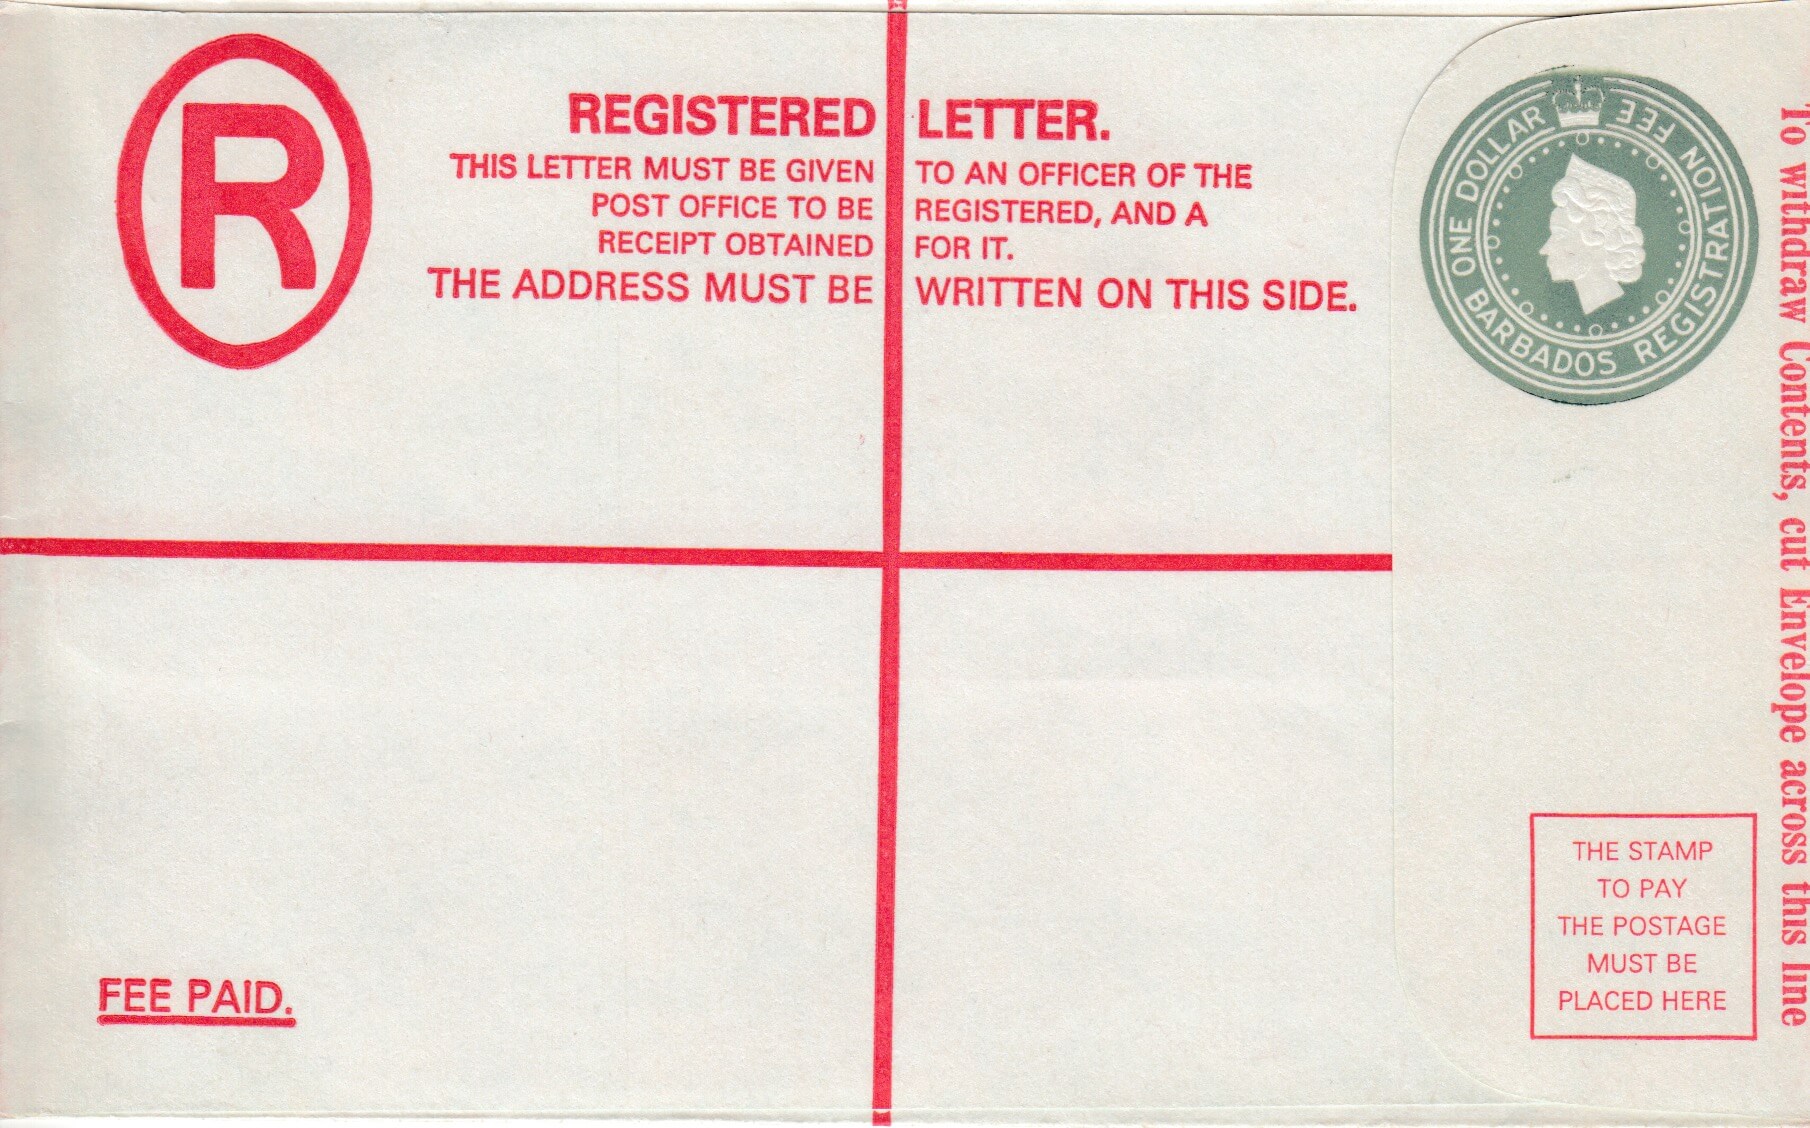 R
REGISTERED LETTER.
THIS LETTER MUST BE GIVEN TO AN OFFICER OF THE
POST OFFICE TO BE REGISTERED, AND A
RECEIPT OBTAINED FOR IT.
THE ADDRESS MUST BE WRITTEN ON THIS SIDE.
ONE DOLLAR
BARBADOS REGISTRATION FEE
To withdraw Contents, cut Envelope across this line
THE STAMP
TO PAY
THE POSTAGE
MUST BE
PLACED HERE
FEE PAID.